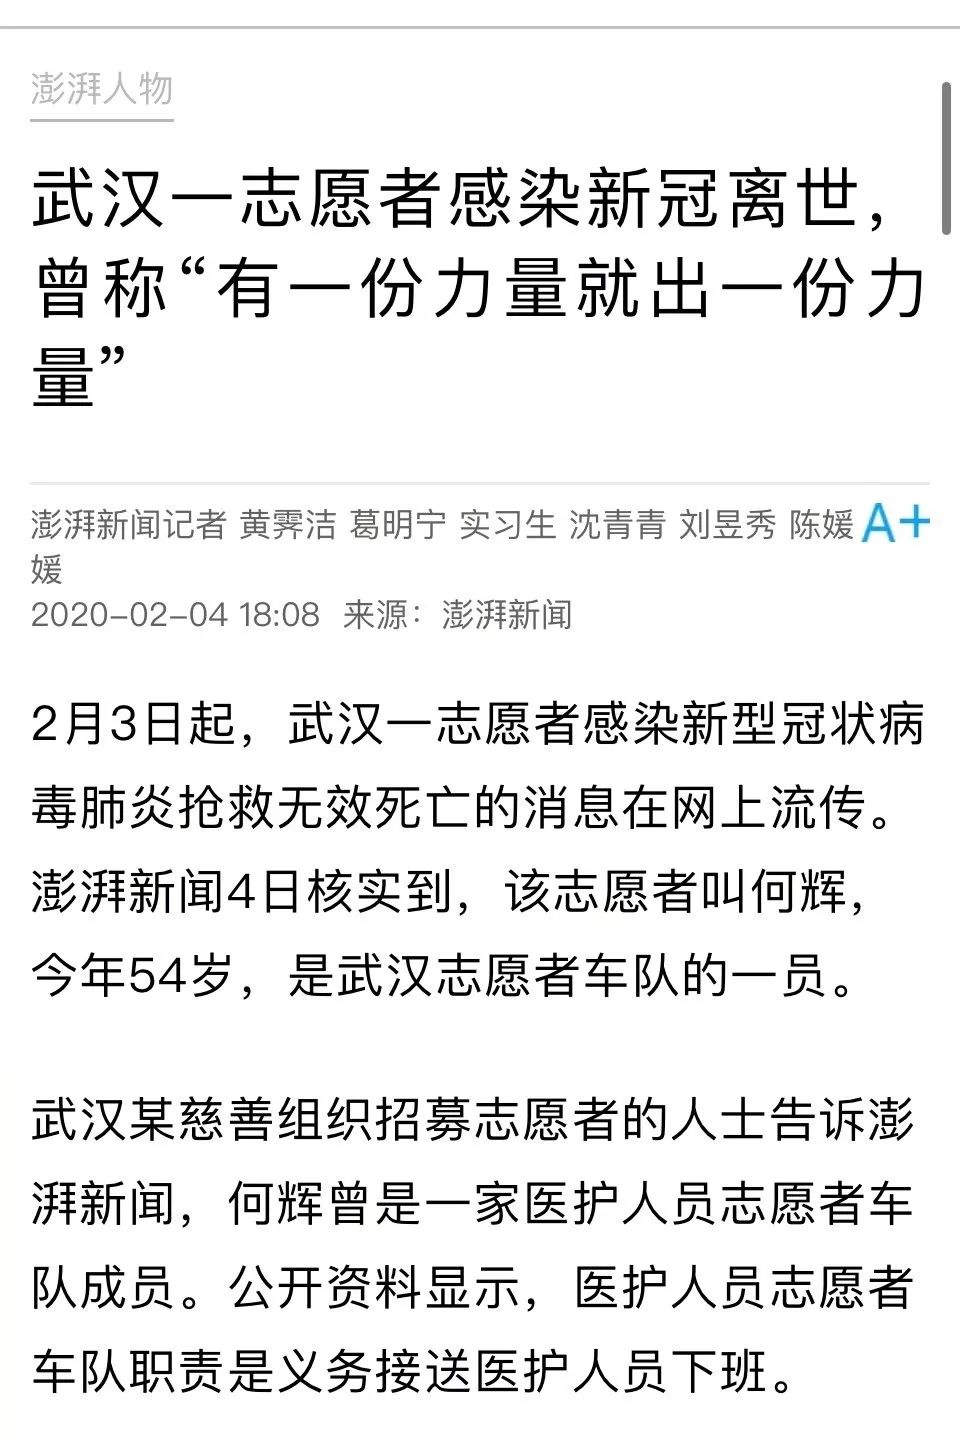 澎湃人物
武汉一志愿者感染新冠离世，
曾称“有一份力量就出一份力
量”
澎湃新闻记者 黄霁洁 葛明宁 实习生 沈青青 刘昱秀 陈媛
媛
A+
2020-02-04 18:08 来源：澎湃新闻
2月3日起，武汉一志愿者感染新型冠状病
毒肺炎抢救无效死亡的消息在网上流传。
澎湃新闻4日核实到，该志愿者叫何辉，
今年54岁，是武汉志愿者车队的一员。
武汉某慈善组织招募志愿者的人士告诉澎
湃新闻，何辉曾是一家医护人员志愿者车
队成员。公开资料显示，医护人员志愿者
车队职责是义务接送医护人员下班。